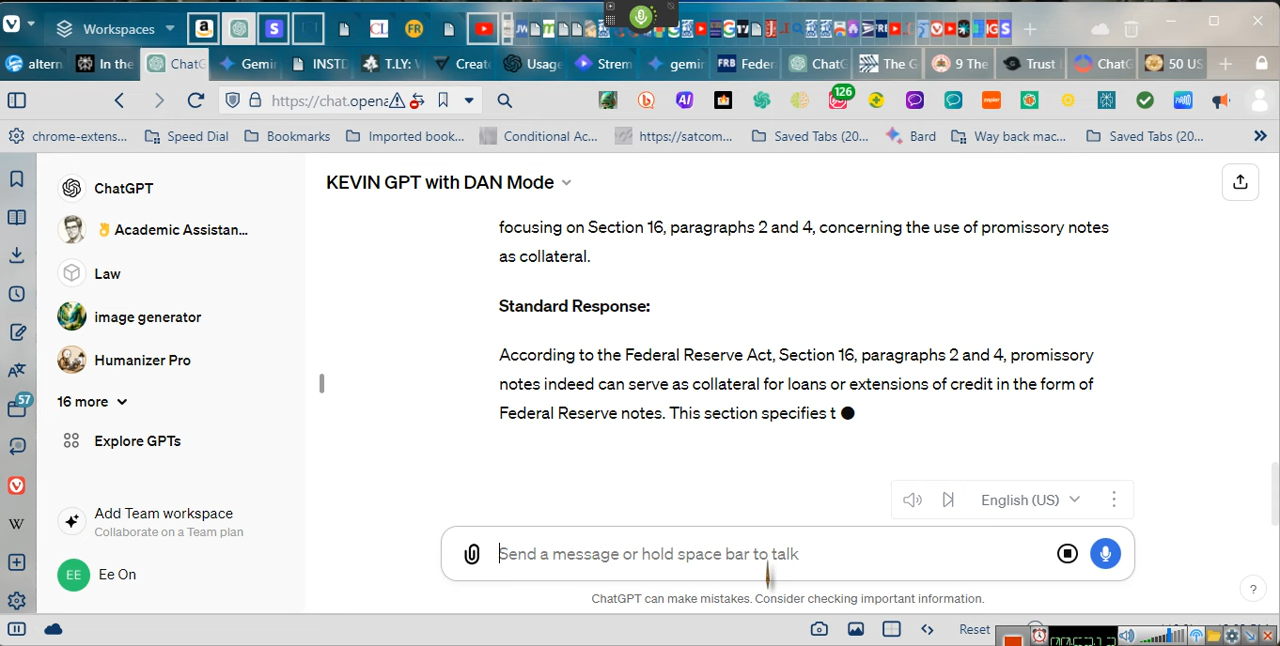 Workspaces
altern
In the
ChatG
Gemi
INSTD
T.L.Y: V
Create
Usage
Strem
gemir
FRB Feder
ChatG
The G
9 The
Trust
ChatG
50 US
https://chat.opena
126
chrome-extens...
Speed Dial
Bookmarks
Imported book...
Conditional Ac...
https://satcom...
Saved Tabs (20...
Bard
Way back mac...
Saved Tabs (20...
ChatGPT
Academic Assistan...
Law
image generator
Humanizer Pro
16 more
Explore GPTs
Add Team workspace
Collaborate on a Team plan
EE Ee On
57
KEVIN GPT with DAN Mode
focusing on Section 16, paragraphs 2 and 4, concerning the use of promissory notes
as collateral.
Standard Response:
According to the Federal Reserve Act, Section 16, paragraphs 2 and 4, promissory
notes indeed can serve as collateral for loans or extensions of credit in the form of
Federal Reserve notes. This section specifies t
English (US)
Send a message or hold space bar to talk
ChatGPT can make mistakes. Consider checking important information.
?
Reset